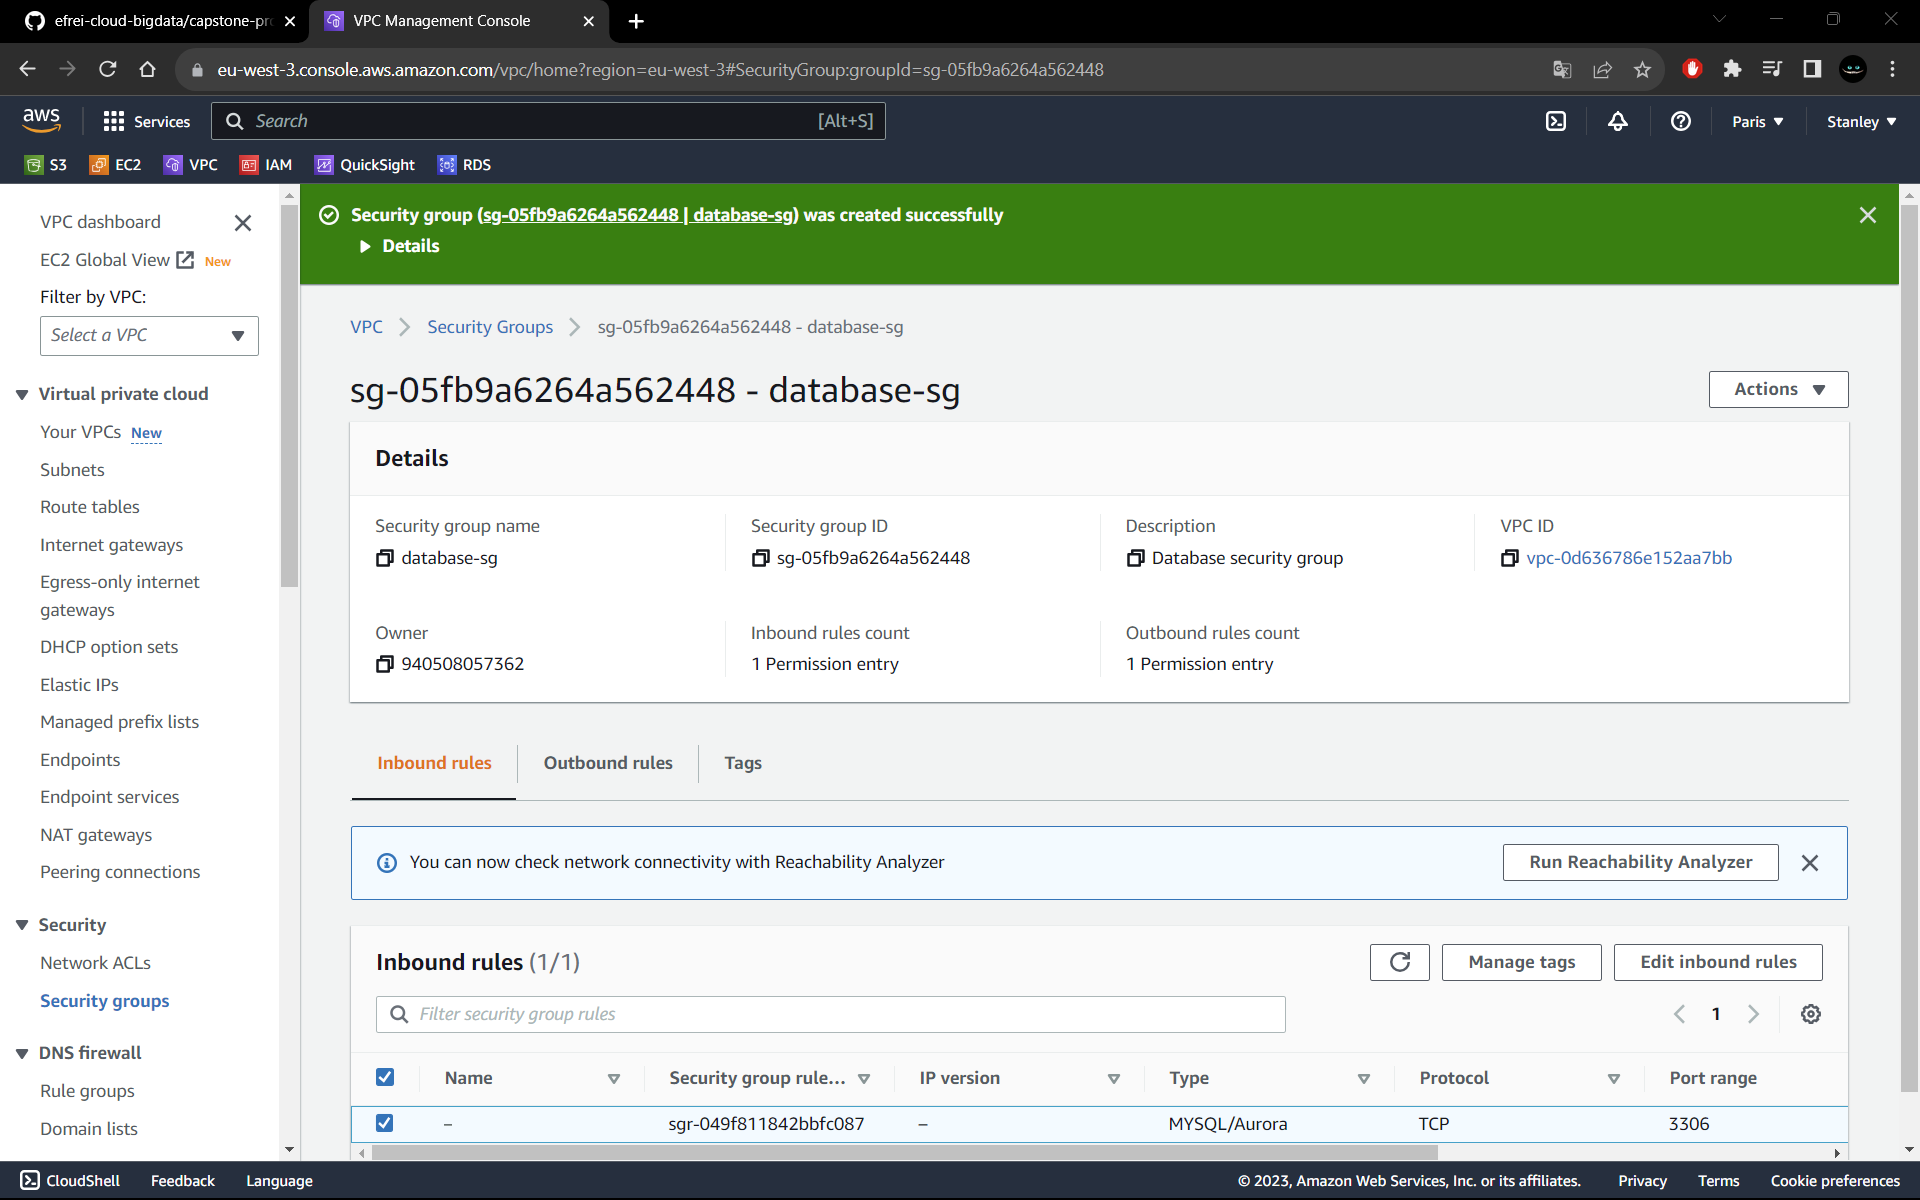 efrei-cloud-bigdata/capstone-pr
VPC Management Console
eu-west-3.console.aws.amazon.com/vpc/home?region=eu-west-3#SecurityGroup:groupId=sg-05fb9a6264a562448
aws
Services
Search
[Alt+S]
Paris
Stanley
S3
EC2
VPC
IAM
QuickSight
RDS
VPC dashboard
EC2 Global View New
Filter by VPC:
Select a VPC
Virtual private cloud
Your VPCs New
Subnets
Route tables
Internet gateways
Egress-only internet
gateways
DHCP option sets
Elastic IPs
Managed prefix lists
Endpoints
Endpoint services
NAT gateways
Peering connections
Security
Network ACLs
Security groups
DNS firewall
Rule groups
Domain lists
Security group (sg-05fb9a6264a562448 | database-sg) was created successfully
Details
VPC
Security Groups
sg-05fb9a6264a562448 - database-sg
sg-05fb9a6264a562448 - database-sg
Actions
Details
Security group name
database-sg
Security group ID
sg-05fb9a6264a562448
Description
Database security group
VPC ID
vpc-0d636786e152aa7bb
Owner
940508057362
Inbound rules count
1 Permission entry
Outbound rules count
1 Permission entry
Inbound rules
Outbound rules
Tags
You can now check network connectivity with Reachability Analyzer
Run Reachability Analyzer
Inbound rules (1/1)
Manage tags
Edit inbound rules
Filter security group rules
1
Name
Security group rule...
IP version
Type
Protocol
Port range
–
sgr-049f811842bbfc087
–
MYSQL/Aurora
TCP
3306
CloudShell
Feedback
Language
© 2023, Amazon Web Services, Inc. or its affiliates.
Privacy
Terms
Cookie preferences